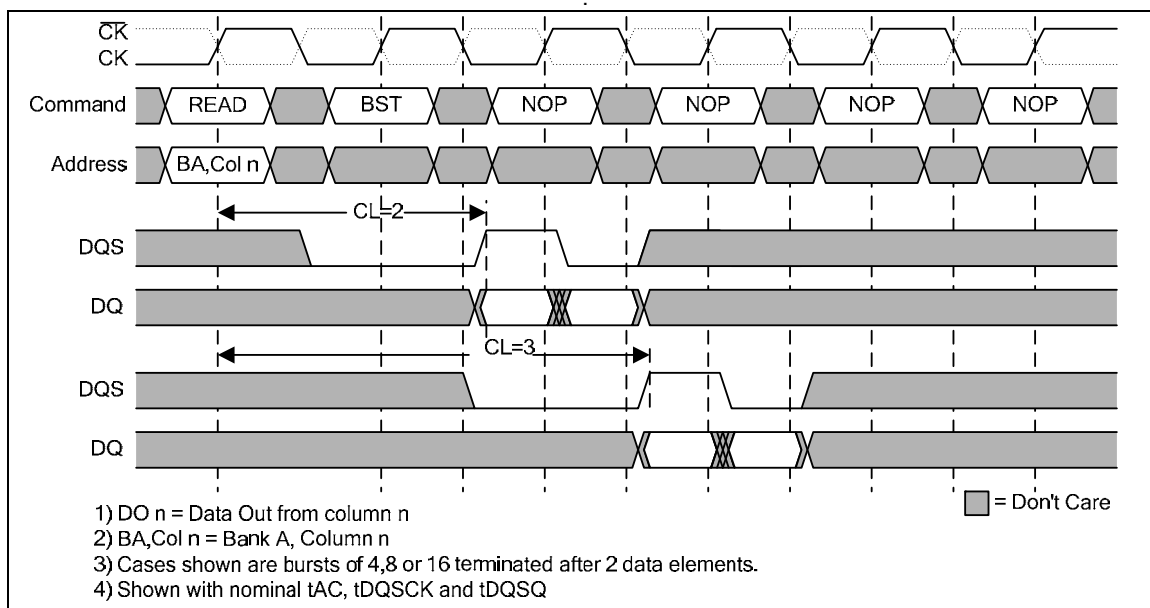 CK
CK
Command READ BST NOP NOP NOP NOP
Address BA,Col n
CL=2
DQS
DQ
CL=3
DQS
DQ
= Don't Care
1) DO n = Data Out from column n
2) BA,Col n = Bank A, Column n
3) Cases shown are bursts of 4,8 or 16 terminated after 2 data elements.
4) Shown with nominal tAC, tDQSCK and tDQSQ